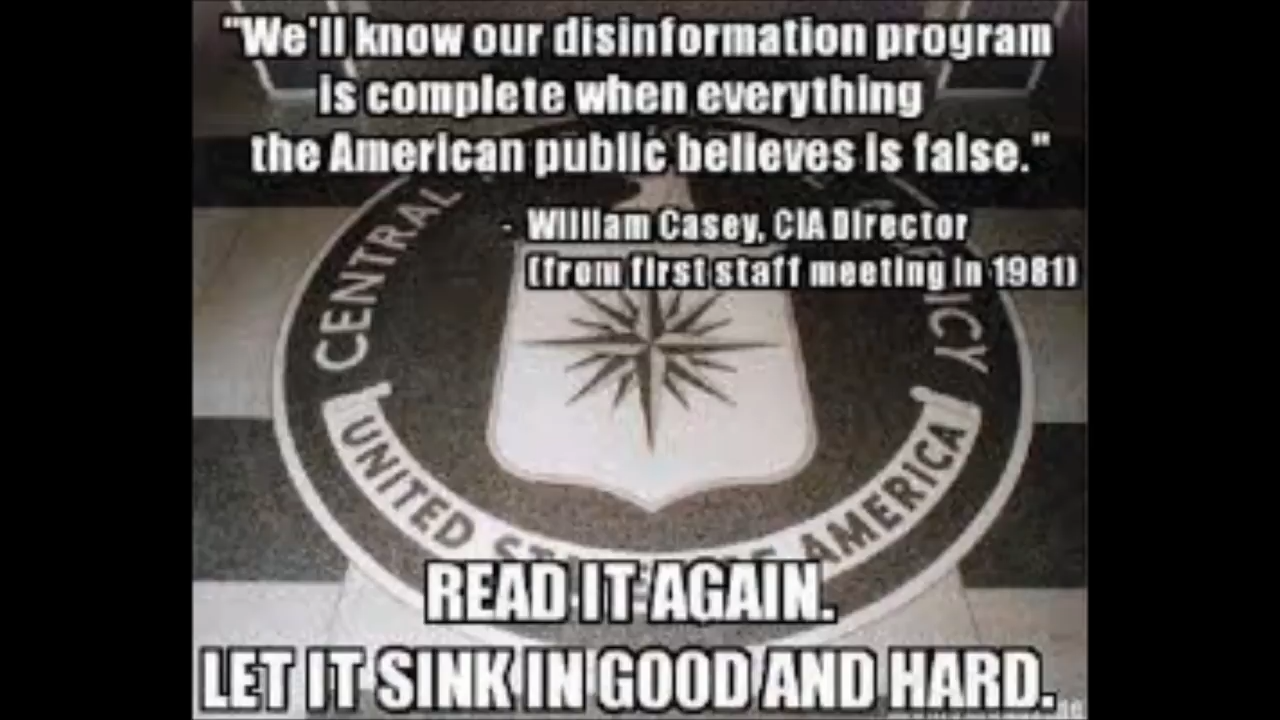 "We'll know our disinformation program
is complete when everything
the American public believes is false."
- William Casey, CIA Director
(from first staff meeting in 1981)
CENTRAL
UNITED AMERICA
READ IT AGAIN.
LET IT SINK IN GOOD AND HARD.